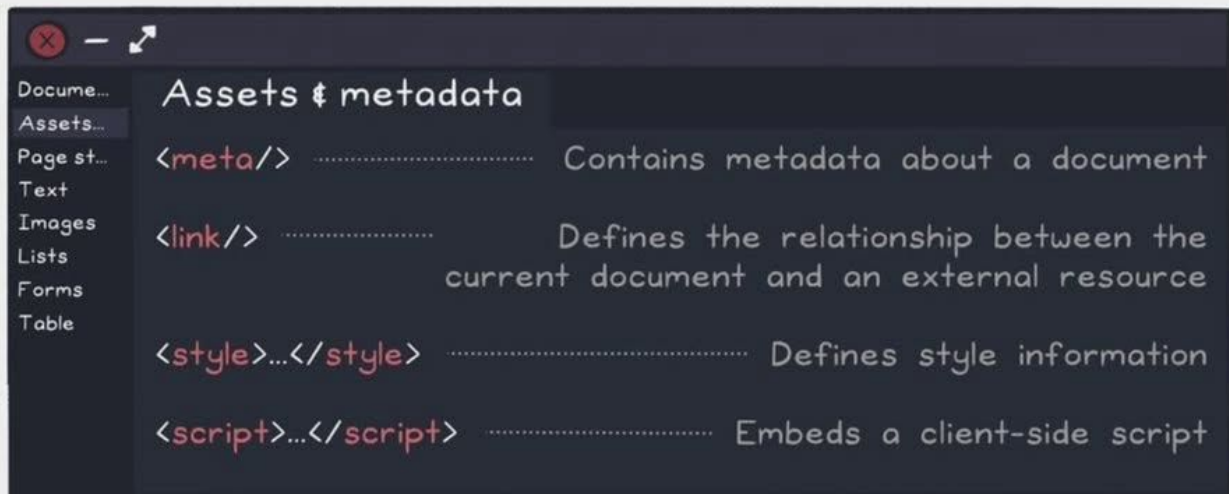 Docume...
Assets...
Page st...
Text
Images
Lists
Forms
Table
Assets & metadata
<meta/> Contains metadata about a document
<link/> Defines the relationship between the
current document and an external resource
<style>...</style> Defines style information
<script>...</script> Embeds a client-side script